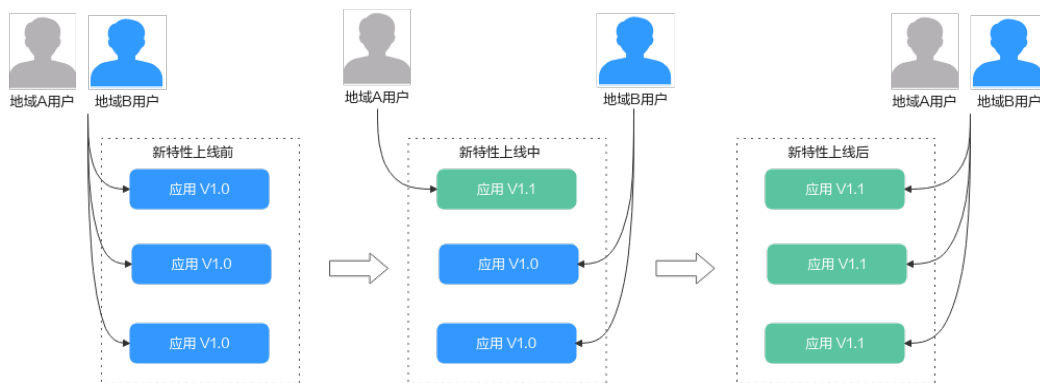 地域A用户
地域B用户
新特性上线前
应用 V1.0
应用 V1.0
应用 V1.0
地域A用户
地域B用户
新特性上线中
应用 V1.1
应用 V1.0
应用 V1.0
地域A用户
地域B用户
新特性上线后
应用 V1.1
应用 V1.1
应用 V1.1